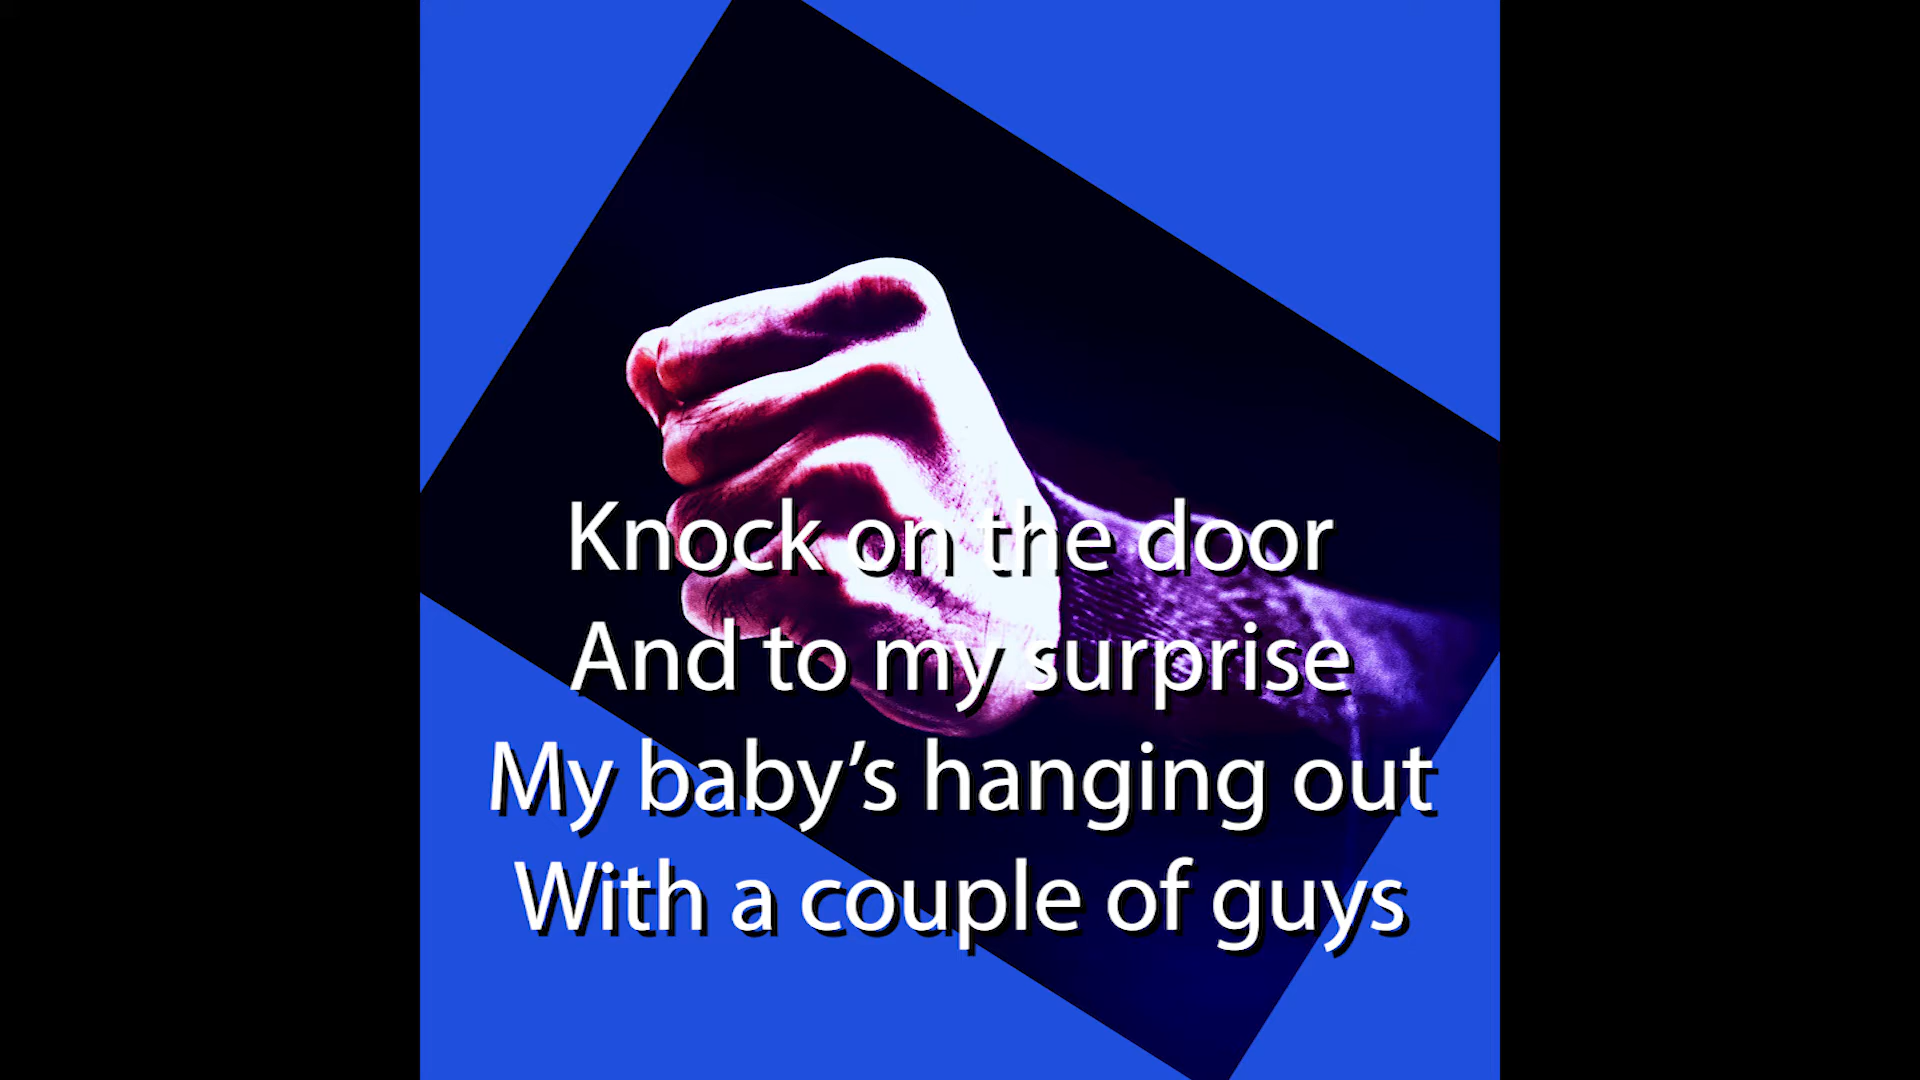 Knock on the door
And to my surprise
My baby’s hanging out
With a couple of guys